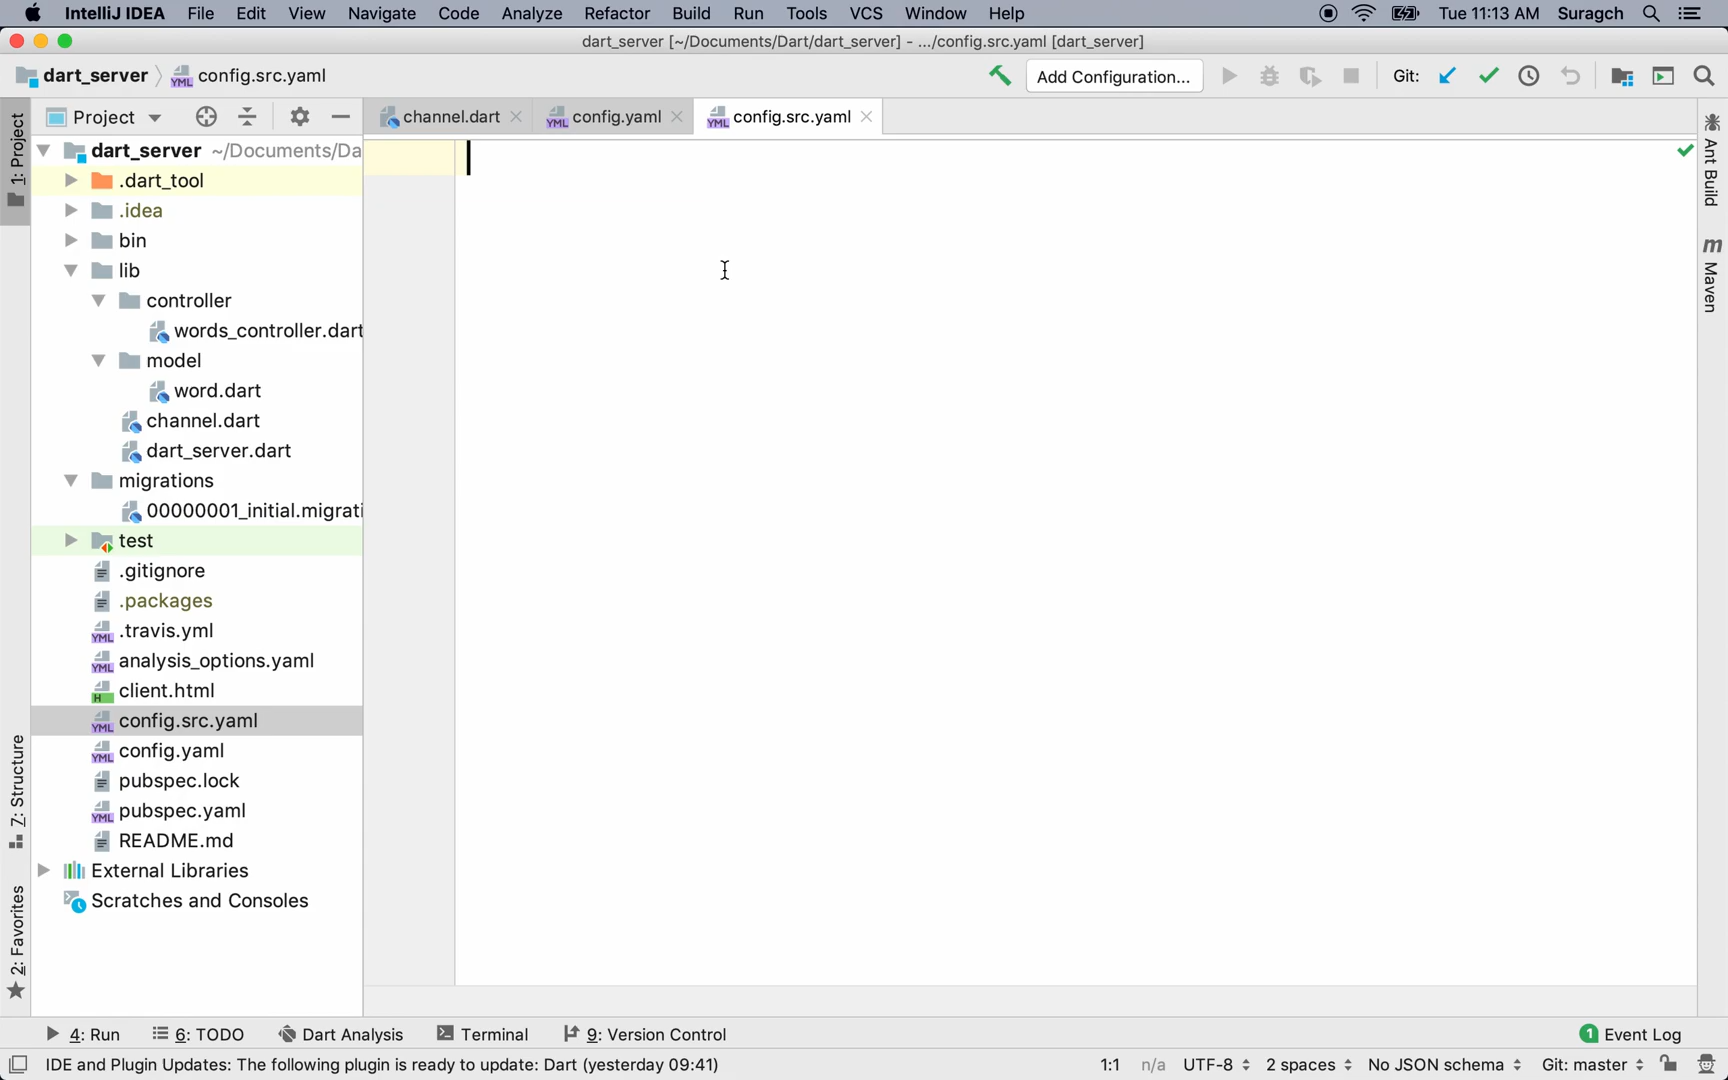 IntelliJ IDEA File Edit View Navigate Code Analyze Refactor Build Run Tools VCS Window Help Tue 11:13 AM Suragch
dart_server [~/Documents/Dart/dart_server] - .../config.src.yaml [dart_server]
dart_server config.src.yaml Add Configuration... Git:
1: Project
Project
channel.dart config.yaml config.src.yaml
dart_server ~/Documents/Da
.dart_tool
.idea
bin
lib
controller
words_controller.dart
model
word.dart
channel.dart
dart_server.dart
migrations
00000001_initial.migrati
test
.gitignore
.packages
.travis.yml
analysis_options.yaml
client.html
config.src.yaml
config.yaml
pubspec.lock
pubspec.yaml
README.md
External Libraries
Scratches and Consoles
Z: Structure
2: Favorites
Ant Build
m Maven
4: Run 6: TODO Dart Analysis Terminal 9: Version Control 1 Event Log
IDE and Plugin Updates: The following plugin is ready to update: Dart (yesterday 09:41) 1:1 n/a UTF-8 2 spaces No JSON schema Git: master